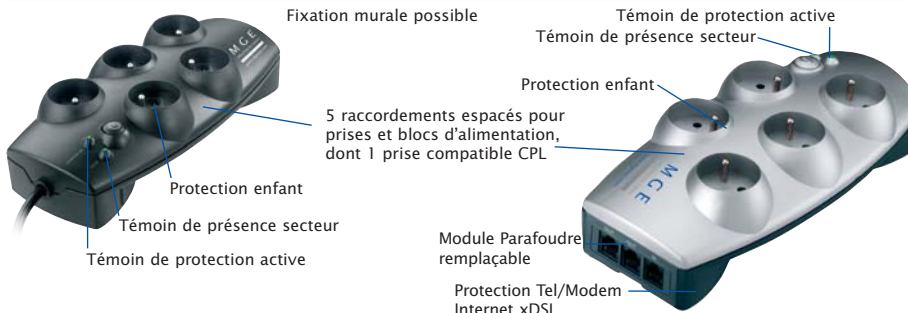 Fixation murale possible
Témoin de protection active
Témoin de présence secteur
MGE
Protection enfant
5 raccordements espacés pour
prises et blocs d'alimentation,
dont 1 prise compatible CPL
Protection enfant
Témoin de présence secteur
Témoin de protection active
MGE
Module Parafoudre
remplaçable
Protection Tel/Modem
Internet xDSL